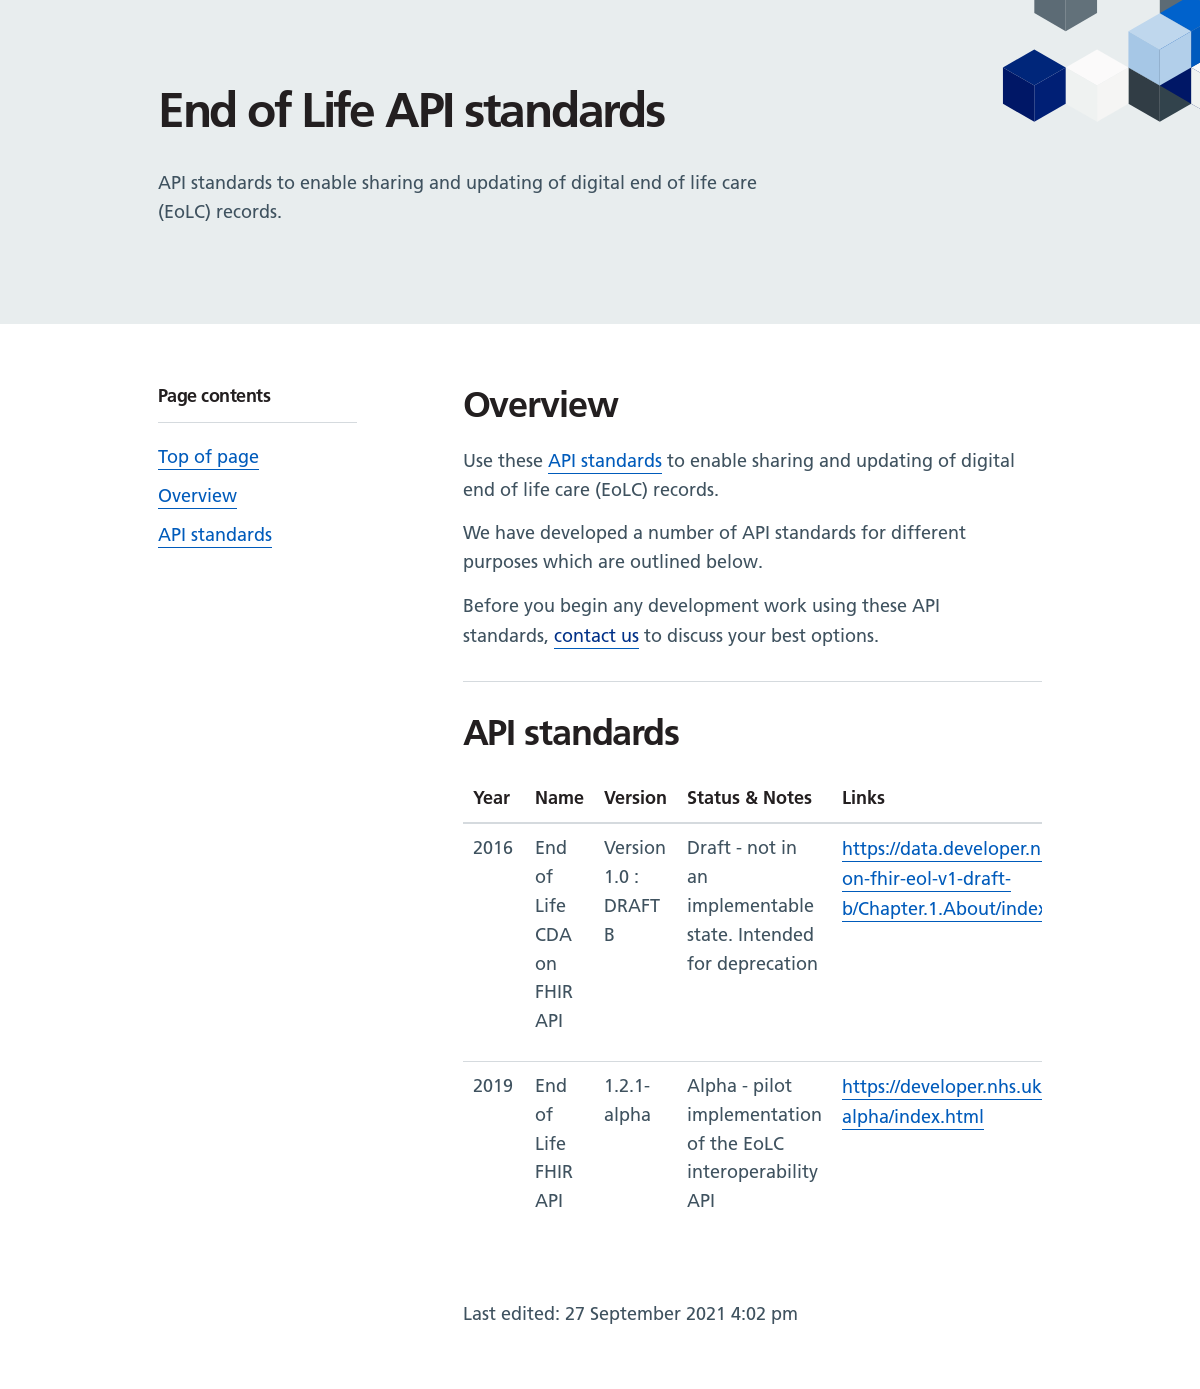 End of Life API standards
API standards to enable sharing and updating of digital end of life care
(EoLC) records.
Page contents
Top of page
Overview
API standards
Overview
Use these API standards to enable sharing and updating of digital
end of life care (EoLC) records.
We have developed a number of API standards for different
purposes which are outlined below.
Before you begin any development work using these API
standards, contact us to discuss your best options.
API standards
Year Name Version Status & Notes Links
2016 End Version Draft - not in https://data.developer.n
of 1.0 : an on-fhir-eol-v1-draft-
Life DRAFT implementable b/Chapter.1.About/index
CDA B state. Intended
on for deprecation
FHIR
API
2019 End 1.2.1- Alpha - pilot https://developer.nhs.uk
of alpha implementation alpha/index.html
Life of the EoLC
FHIR interoperability
API API
Last edited: 27 September 2021 4:02 pm